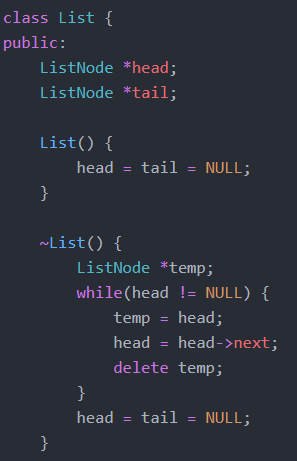 class List {
public:
    ListNode *head;
    ListNode *tail;

    List() {
        head = tail = NULL;
    }

    ~List() {
        ListNode *temp;
        while(head != NULL) {
            temp = head;
            head = head->next;
            delete temp;
        }
        head = tail = NULL;
    }